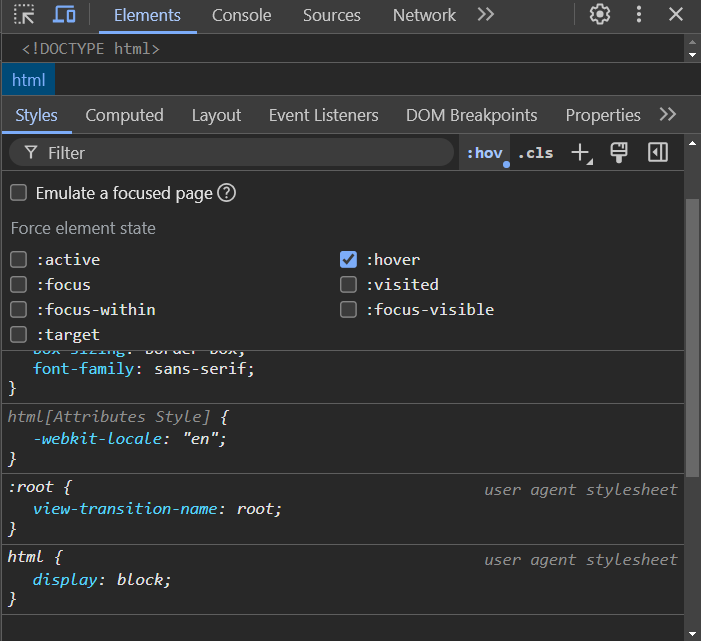 Elements Console Sources Network
<!DOCTYPE html>
html
Styles Computed Layout Event Listeners DOM Breakpoints Properties
Filter :hov .cls
Emulate a focused page ?
Force element state
:active :hover
:focus :visited
:focus-within :focus-visible
:target
box-sizing: border-box;
font-family: sans-serif;
}
html[Attributes Style] {
-webkit-locale: "en";
}
:root { user agent stylesheet
view-transition-name: root;
}
html { user agent stylesheet
display: block;
}